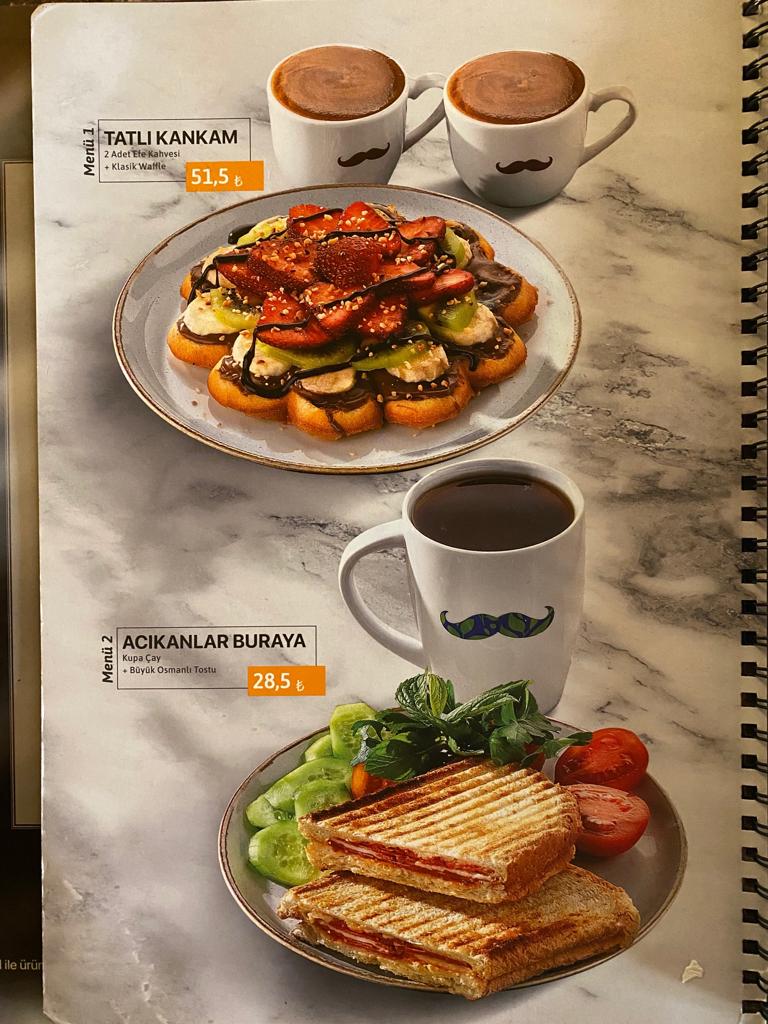 Menü 1
TATLI KANKAM
2 Adet Efe Kahvesi
+ Klasik Waffle
51,5 ₺
Menü 2
ACIKANLAR BURAYA
Kupa Çay
+ Büyük Osmanlı Tostu
28,5 ₺
ile ürün